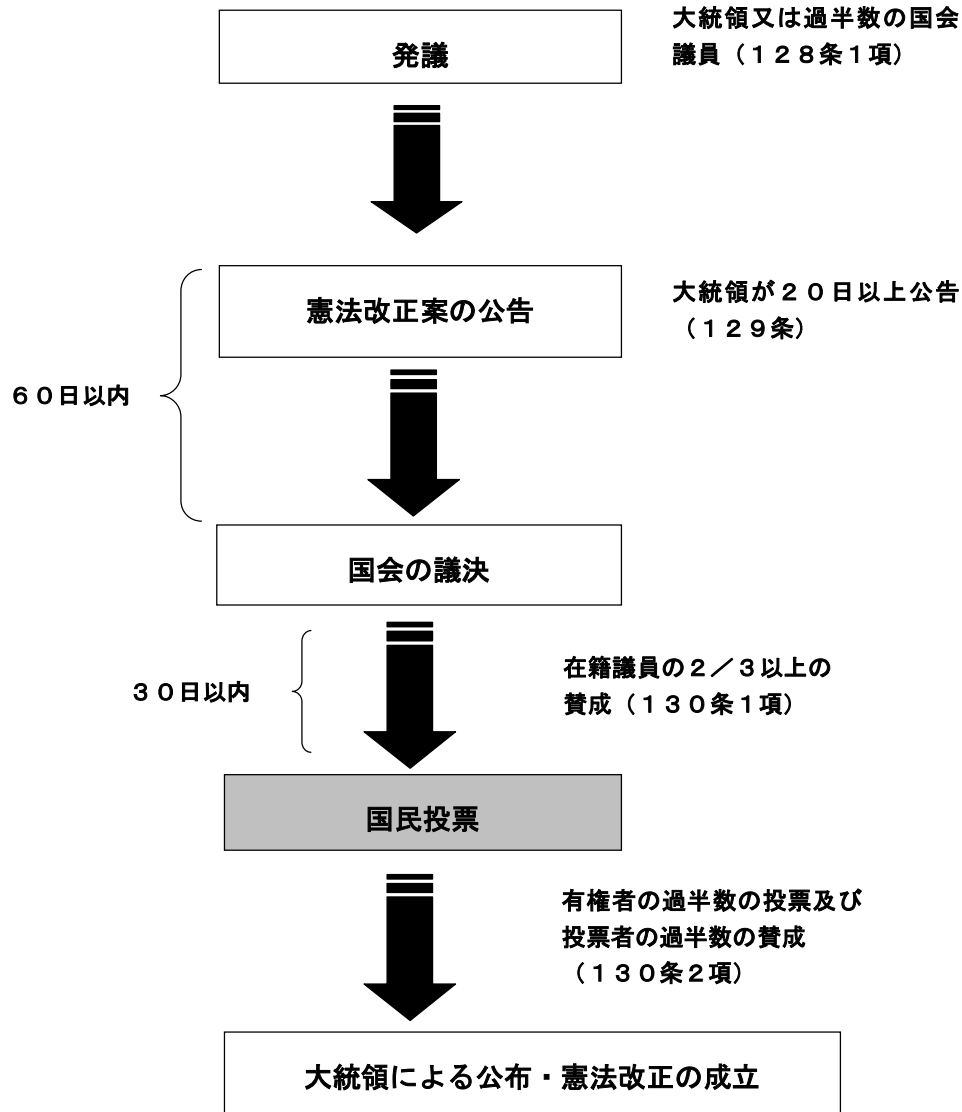 発議
大統領又は過半数の国会
議員（１２８条１項）
憲法改正案の公告
大統領が２０日以上公告
（１２９条）
６０日以内
国会の議決
３０日以内
在籍議員の２／３以上の
賛成（１３０条１項）
国民投票
有権者の過半数の投票及び
投票者の過半数の賛成
（１３０条２項）
大統領による公布・憲法改正の成立